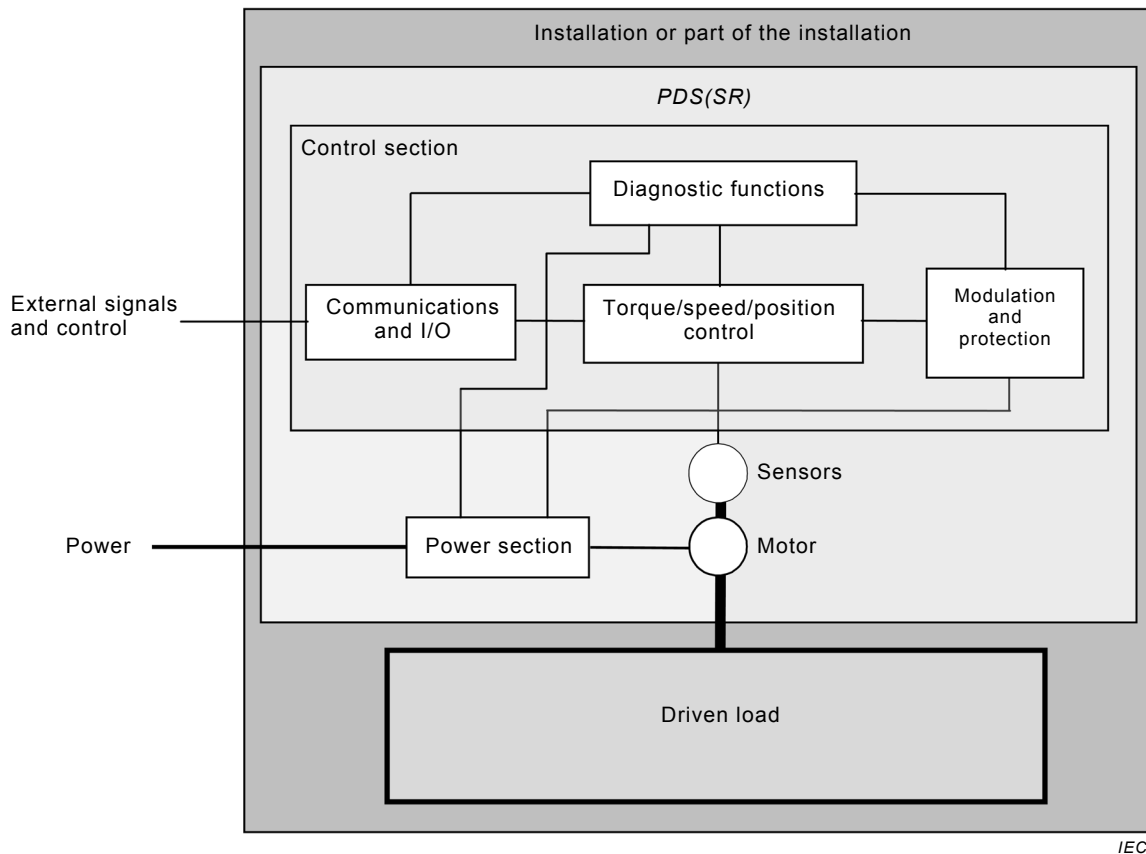 Installation or part of the installation
PDS(SR)
Control section
Diagnostic functions
External signals
and control
Communications
and I/O
Torque/speed/position
control
Modulation
and
protection
Sensors
Power
Power section
Motor
Driven load
IEC